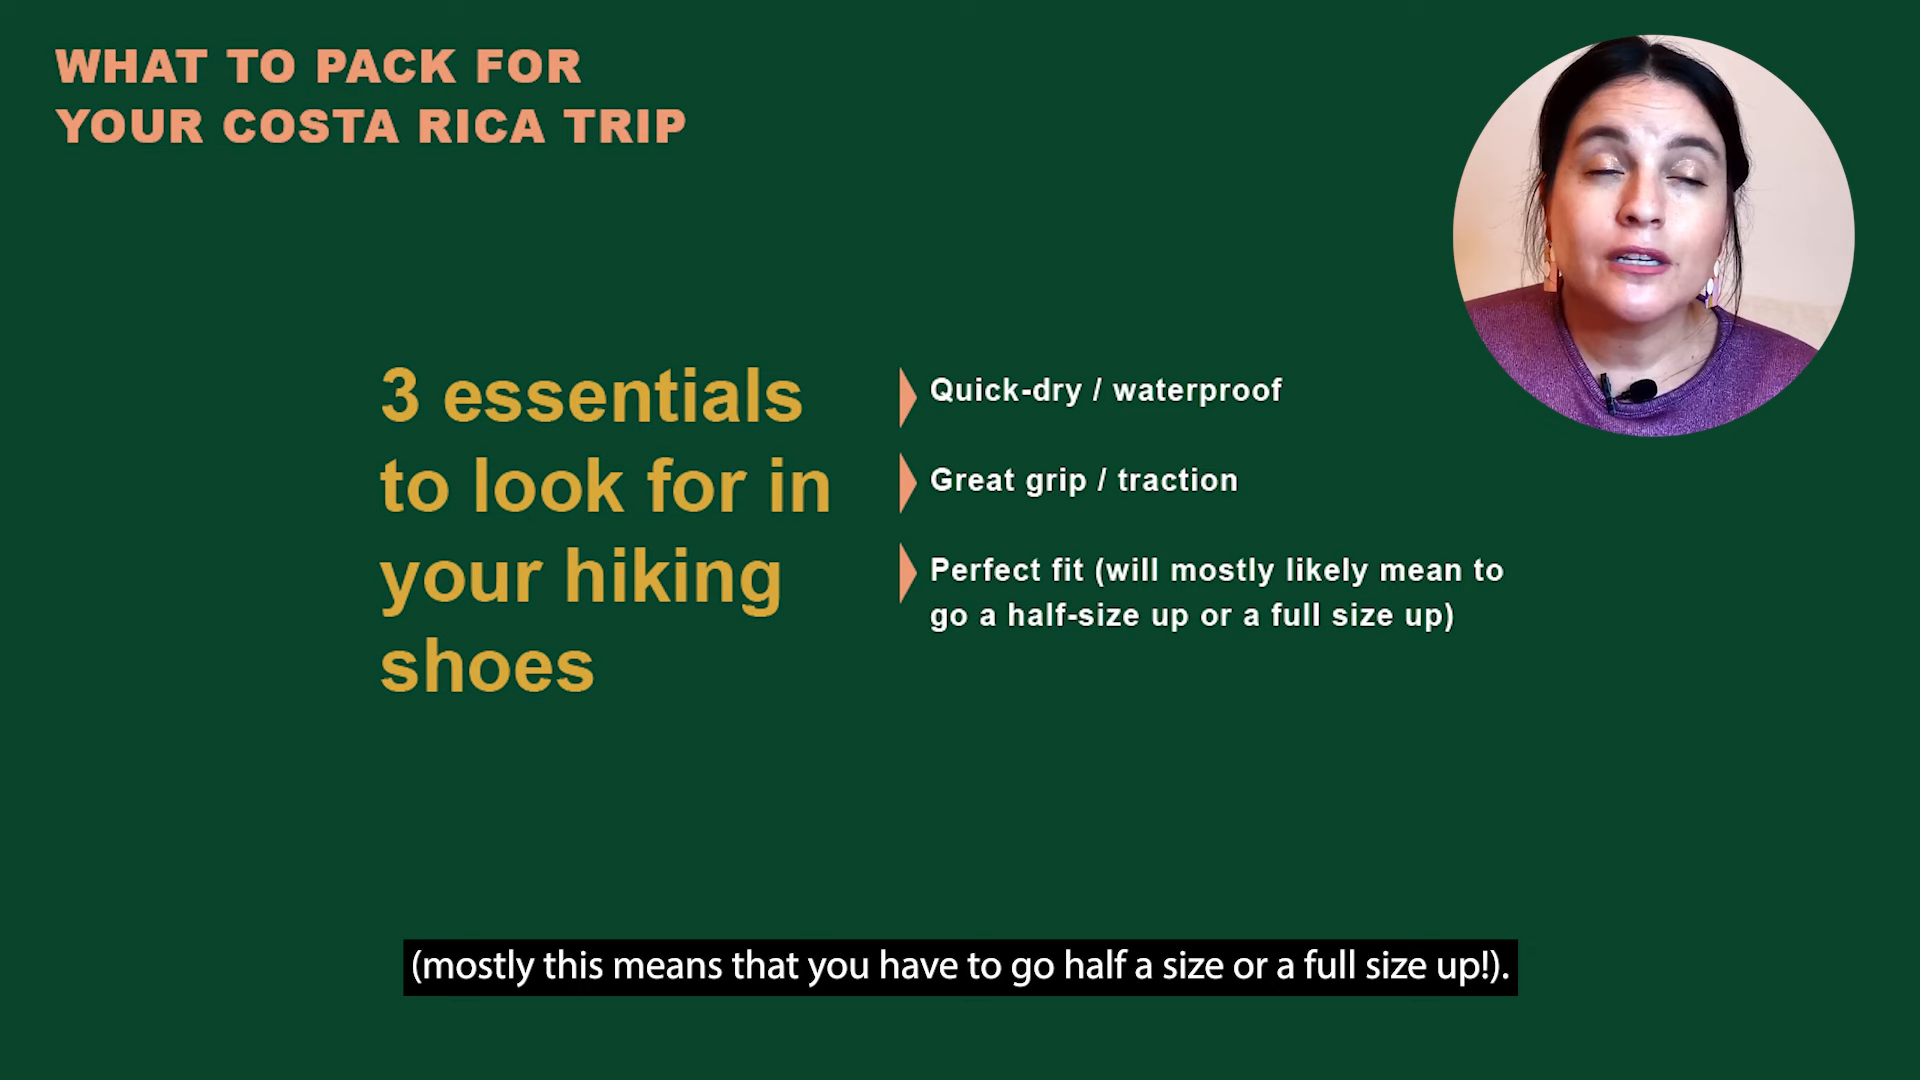 WHAT TO PACK FOR
YOUR COSTA RICA TRIP
3 essentials
to look for in
your hiking
shoes
Quick-dry / waterproof
Great grip / traction
Perfect fit (will mostly likely mean to
go a half-size up or a full size up)
(mostly this means that you have to go half a size or a full size up!).